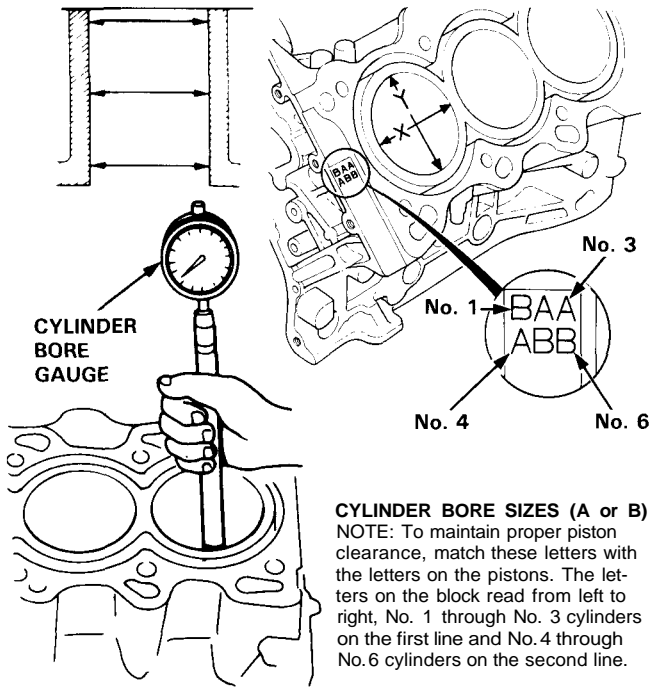 X
Y
BAA
ABB
No. 3
No. 1
BAA
ABB
No. 4
No. 6
CYLINDER
BORE
GAUGE
CYLINDER BORE SIZES (A or B)
NOTE: To maintain proper piston
clearance, match these letters with
the letters on the pistons. The let-
ters on the block read from left to
right, No. 1 through No. 3 cylinders
on the first line and No. 4 through
No. 6 cylinders on the second line.